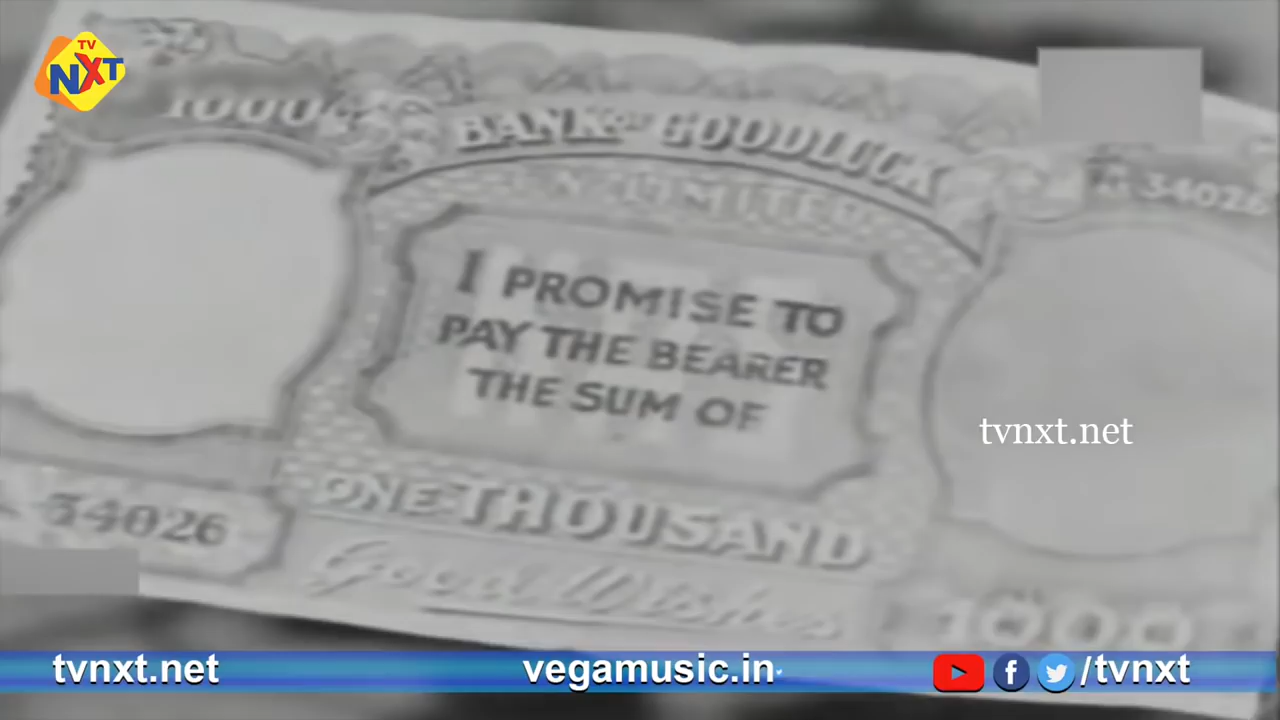 TV
NXT
1000
BANK OF GOODLUCK
UNLIMITED
34026
I PROMISE TO
PAY THE BEARER
THE SUM OF
tvnxt.net
ONE THOUSAND
34026
Good Wishes
1000
tvnxt.net
vegamusic.in
/tvnxt